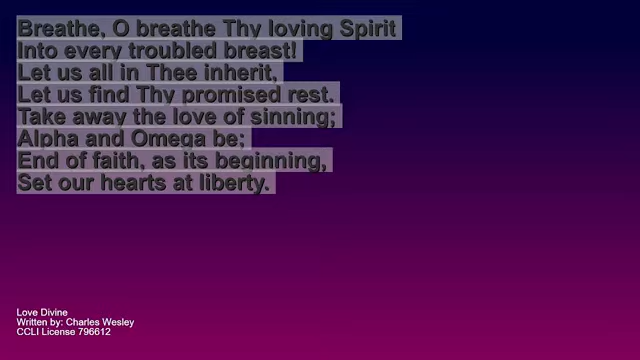 Breathe, O breathe Thy loving Spirit
Into every troubled breast!
Let us all in Thee inherit,
Let us find Thy promised rest.
Take away the love of sinning;
Alpha and Omega be;
End of faith, as its beginning,
Set our hearts at liberty.
Love Divine
Written by: Charles Wesley
CCLI License 796612